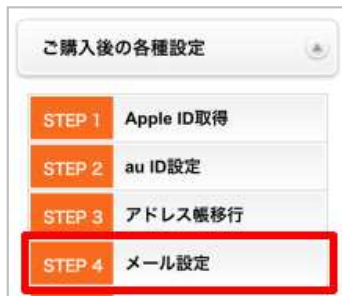 ご購入後の各種設定
STEP 1 Apple ID取得
STEP 2 au ID設定
STEP 3 アドレス帳移行
STEP 4 メール設定